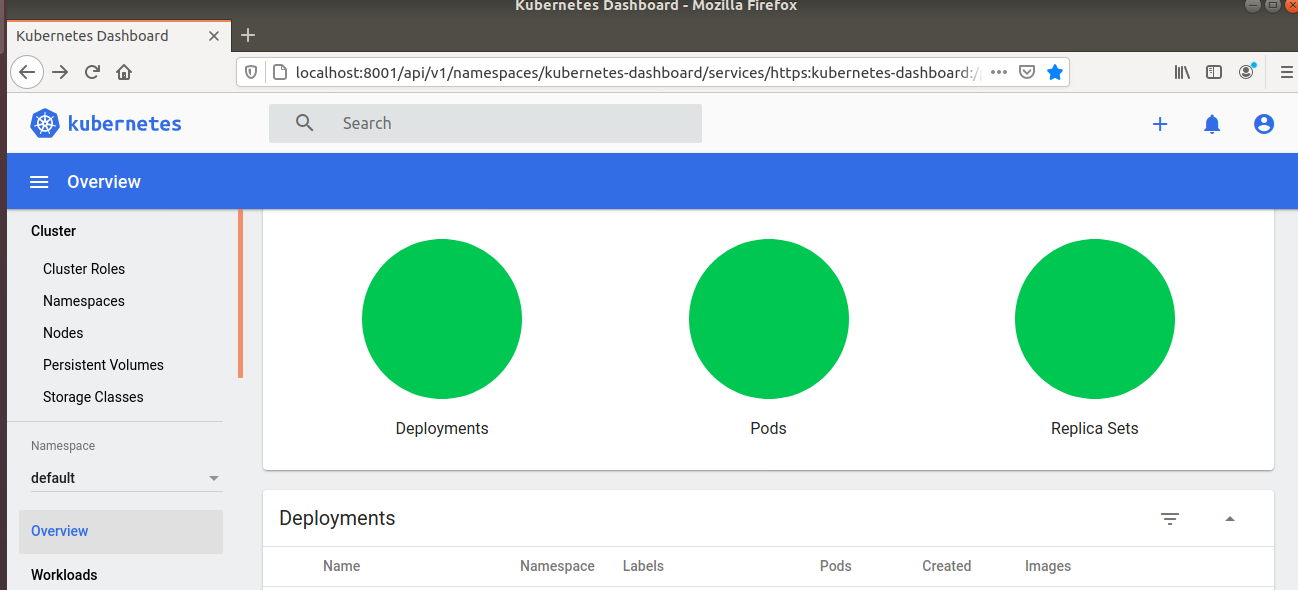 Kubernetes Dashboard - Mozilla Firefox
Kubernetes Dashboard
localhost:8001/api/v1/namespaces/kubernetes-dashboard/services/https:kubernetes-dashboard:/
kubernetes
Search
Overview
Cluster
Cluster Roles
Namespaces
Nodes
Persistent Volumes
Storage Classes
Namespace
default
Overview
Workloads
Deployments Pods Replica Sets
Deployments
Name Namespace Labels Pods Created Images